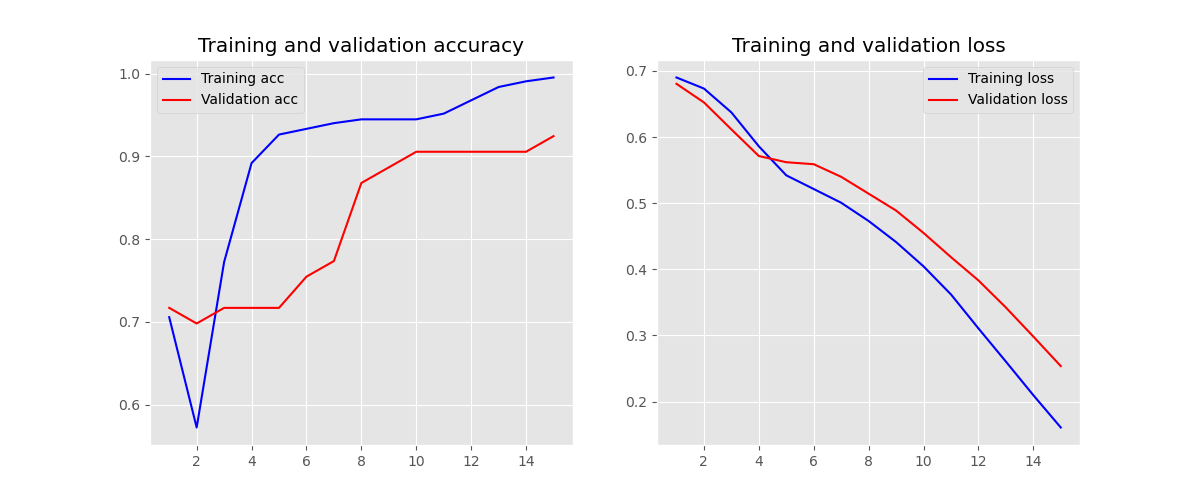 Training and validation accuracy
1.0
0.9
0.8
0.7
0.6
Training acc
Validation acc
2 4 6 8 10 12 14
Training and validation loss
0.7
0.6
0.5
0.4
0.3
0.2
Training loss
Validation loss
2 4 6 8 10 12 14